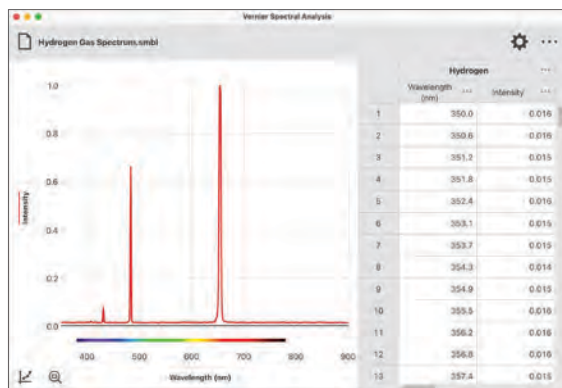 Vernier Spectral Analysis
Hydrogen Gas Spectrum.smbl
Hydrogen
Wavelength (nm) Intensity
1 350.0 0.016
2 350.6 0.016
3 351.2 0.015
4 351.8 0.015
5 352.4 0.016
6 353.1 0.015
7 353.7 0.015
8 354.3 0.014
9 354.9 0.015
10 355.5 0.016
11 356.2 0.016
12 356.8 0.016
13 357.4 0.015
Intensity
1.0
0.8
0.6
0.4
0.2
0.0
400 500 600 700 800 900
Wavelength (nm)